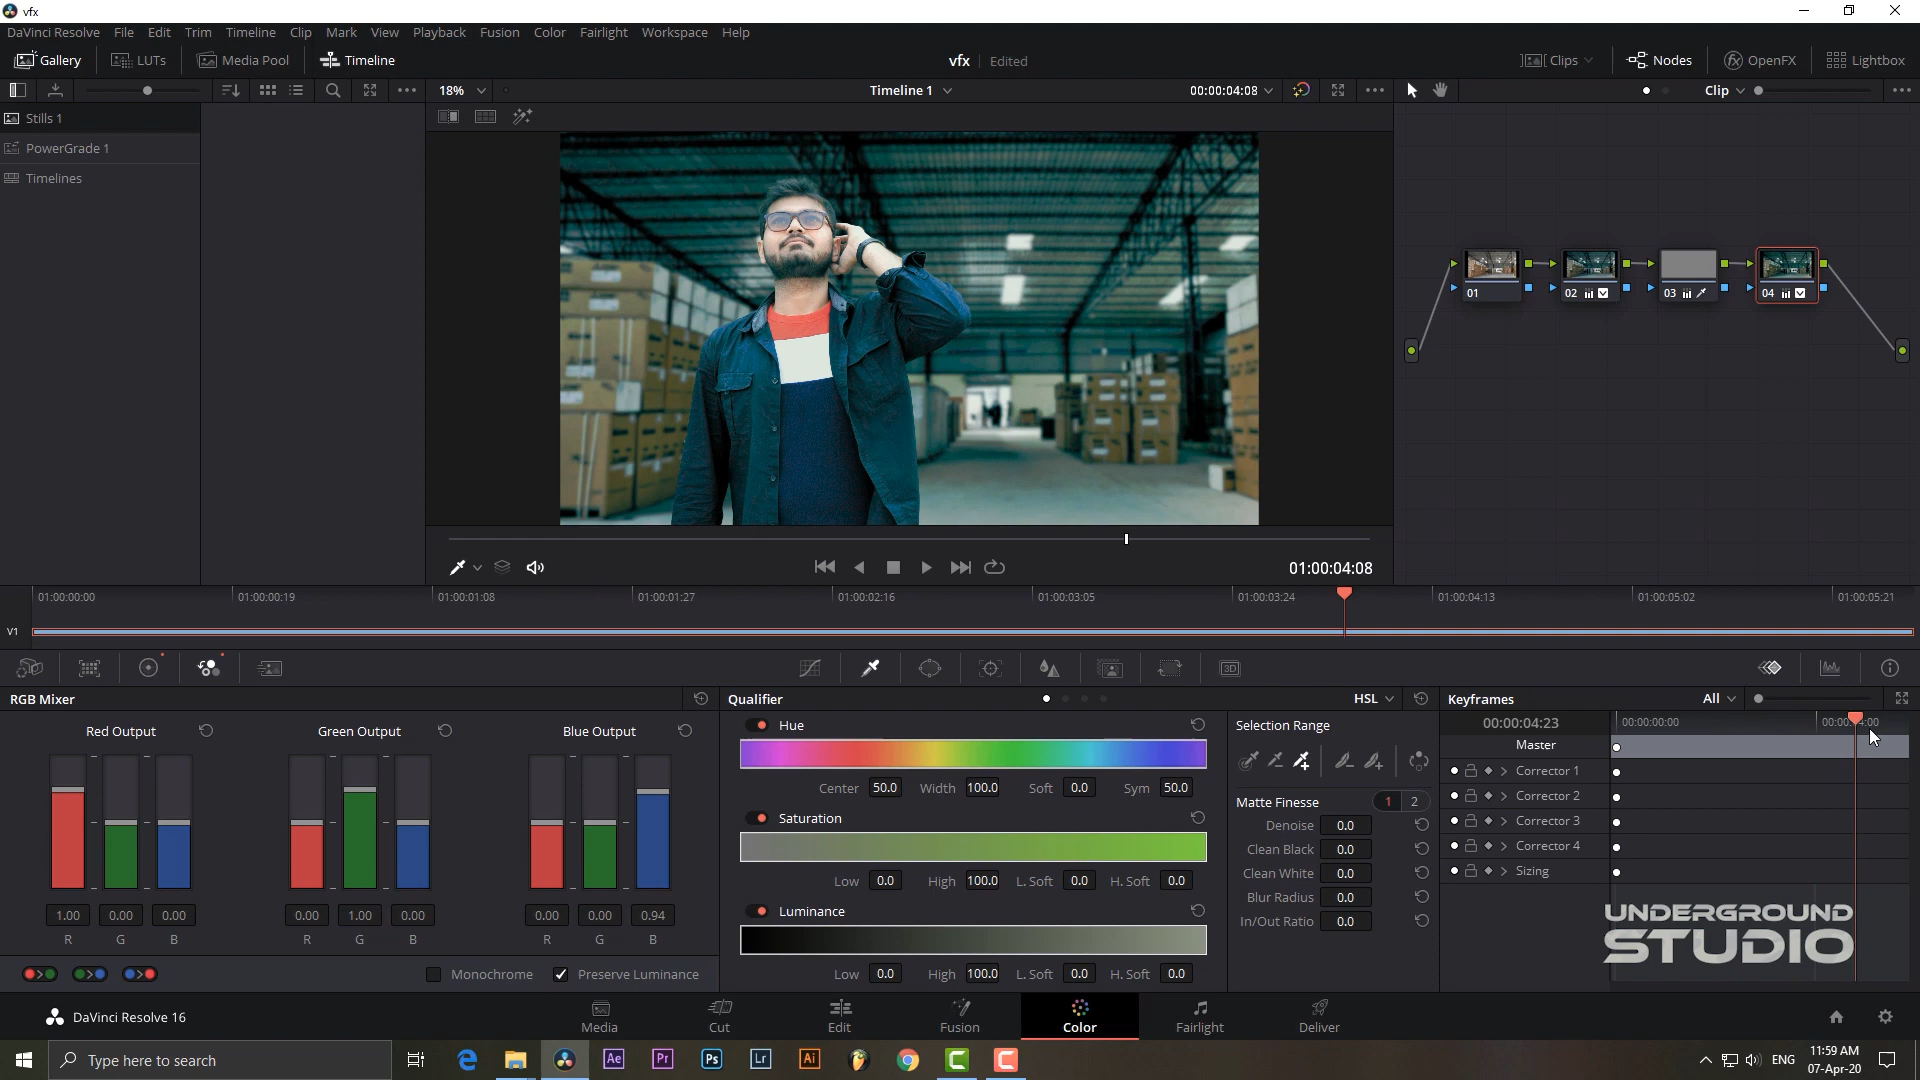 vfx
DaVinci Resolve File Edit Trim Timeline Clip Mark View Playback Fusion Color Fairlight Workspace Help
Gallery LUTs Media Pool Timeline vfx Edited Clips Nodes OpenFX Lightbox
18% Timeline 1 00:00:04:08 Clip
Stills 1
PowerGrade 1
Timelines
01 02 03 04
01:00:04:08
01:00:00:00 01:00:00:19 01:00:01:08 01:00:01:27 01:00:02:16 01:00:03:05 01:00:03:24 01:00:04:13 01:00:05:02 01:00:05:21
V1
3D
RGB Mixer
Red Output Green Output Blue Output
1.00 0.00 0.00 0.00 1.00 0.00 0.00 0.00 0.94
R G B R G B R G B
Monochrome Preserve Luminance
Qualifier HSL
Hue
Center 50.0 Width 100.0 Soft 0.0 Sym 50.0
Saturation
Low 0.0 High 100.0 L. Soft 0.0 H. Soft 0.0
Luminance
Low 0.0 High 100.0 L. Soft 0.0 H. Soft 0.0
Selection Range
Matte Finesse 1 2
Denoise 0.0
Clean Black 0.0
Clean White 0.0
Blur Radius 0.0
In/Out Ratio 0.0
Keyframes All
00:00:04:23 00:00:00:00
Master
Corrector 1
Corrector 2
Corrector 3
Corrector 4
Sizing
UNDERGROUND
STUDIO
DaVinci Resolve 16
Media Cut Edit Fusion Color Fairlight Deliver
Type here to search
Ae Pr Ps Lr Ai
ENG
11:59 AM
07-Apr-20